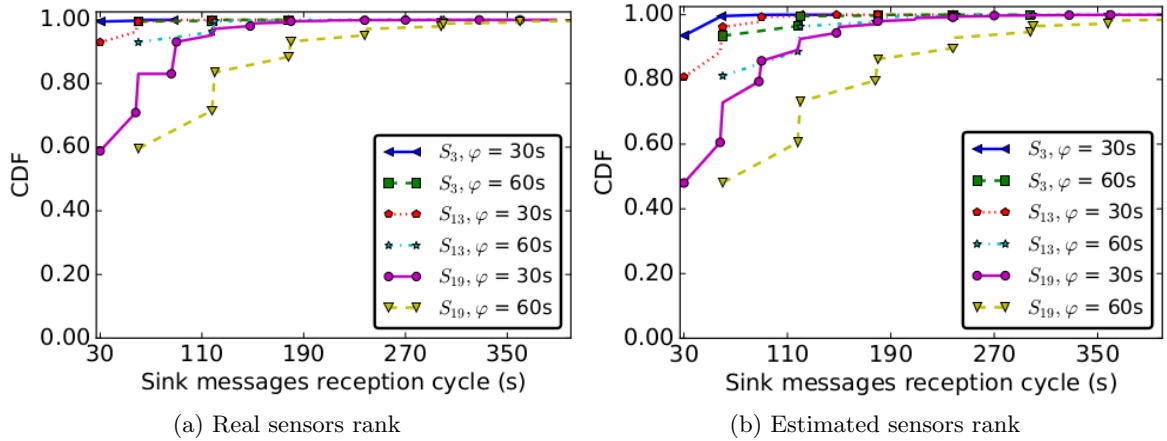 CDF
1.00
0.80
0.60
0.40
0.20
0.00
30 110 190 270 350
Sink messages reception cycle (s)
S₃, φ = 30s
S₃, φ = 60s
S₁₃, φ = 30s
S₁₃, φ = 60s
S₁₉, φ = 30s
S₁₉, φ = 60s
(a) Real sensors rank
CDF
1.00
0.80
0.60
0.40
0.20
0.00
30 110 190 270 350
Sink messages reception cycle (s)
S₃, φ = 30s
S₃, φ = 60s
S₁₃, φ = 30s
S₁₃, φ = 60s
S₁₉, φ = 30s
S₁₉, φ = 60s
(b) Estimated sensors rank